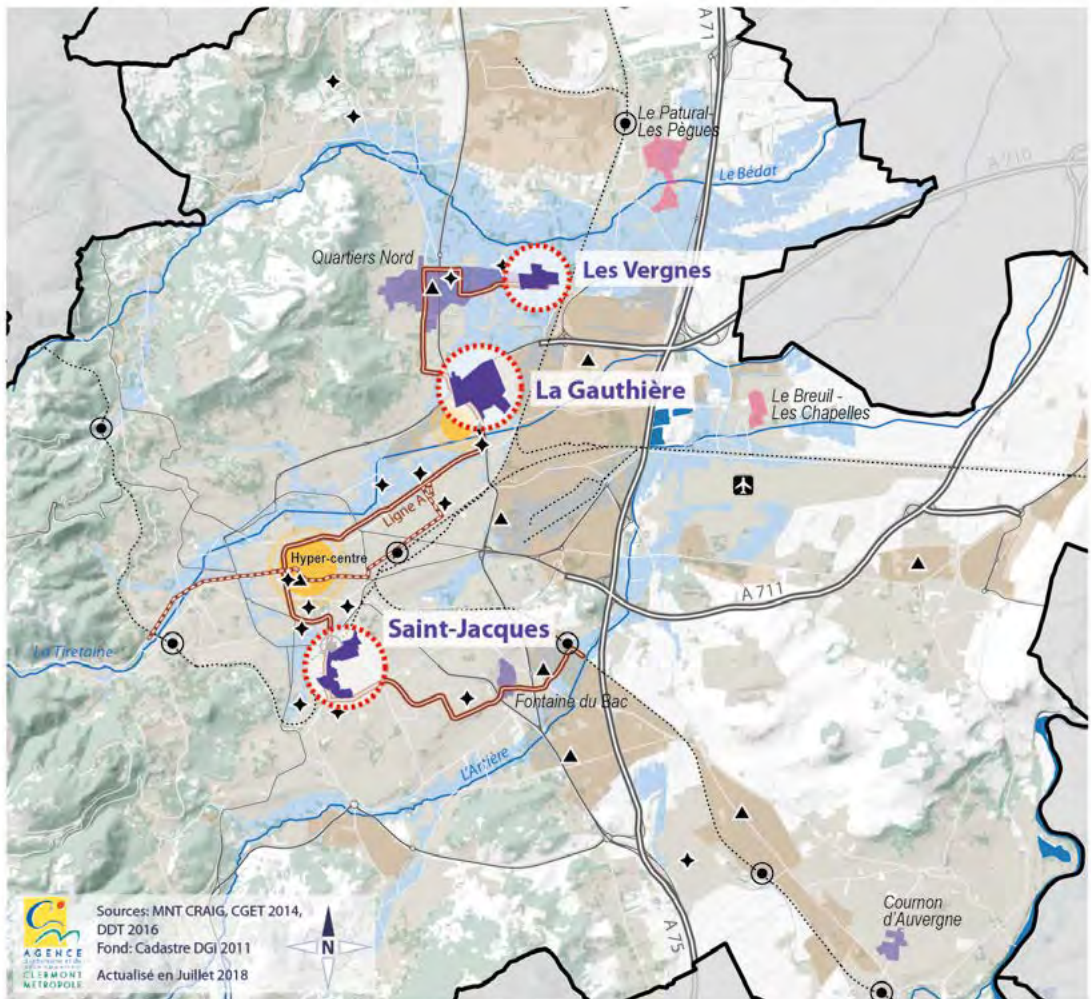 A 71
Le Patural-
Les Pègues
A 710
Le Bédat
Quartiers Nord
Les Vergnes
La Gauthière
Le Breuil -
Les Chapelles
Ligne A
Hyper-centre
A 711
Saint-Jacques
La Tiretaine
Fontaine du Bac
L'Artière
A 75
Cournon
d'Auvergne
Sources: MNT CRAIG, CGET 2014,
DDT 2016
Fond: Cadastre DGI 2011
Actualisé en Juillet 2018
N
AGENCE
CLERMONT
METROPOLE